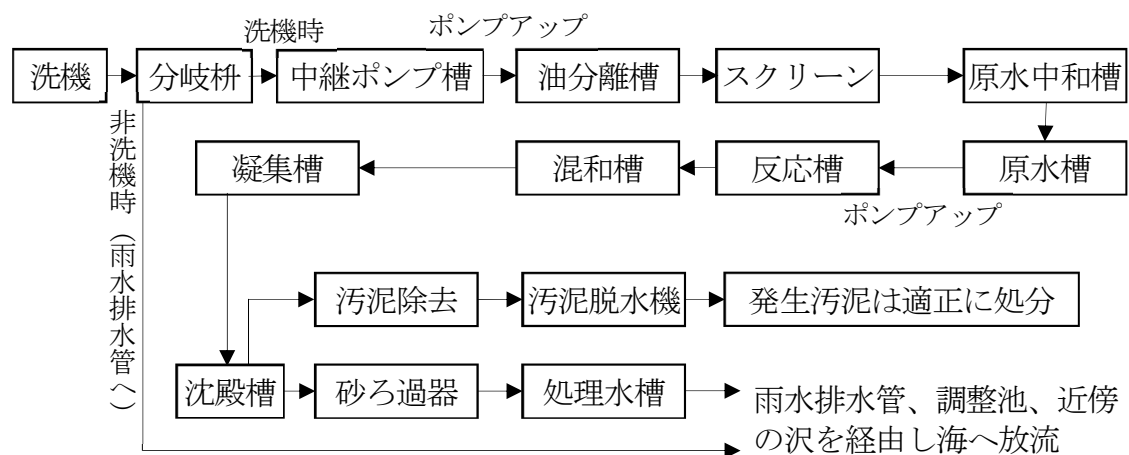 洗機時
ポンプアップ
洗機
分岐枡
中継ポンプ槽
油分離槽
スクリーン
原水中和槽
非洗機時（雨水排水管へ）
凝集槽
混和槽
反応槽
原水槽
ポンプアップ
汚泥除去
汚泥脱水機
発生汚泥は適正に処分
沈殿槽
砂ろ過器
処理水槽
雨水排水管、調整池、近傍
の沢を経由し海へ放流